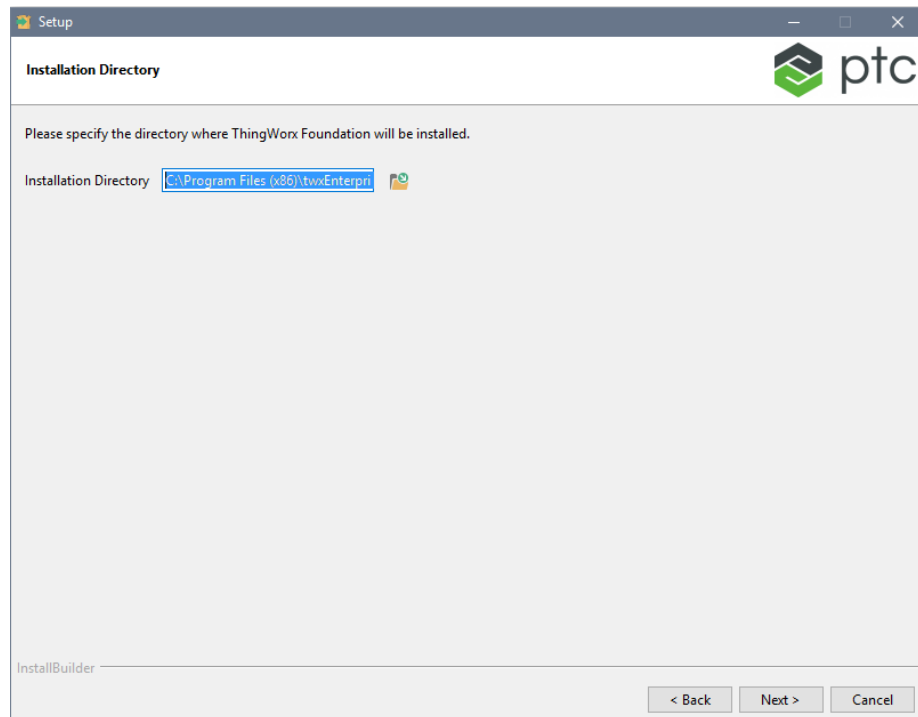 Setup
Installation Directory
ptc
Please specify the directory where ThingWorx Foundation will be installed.
Installation Directory C:\Program Files (x86)\twxEnterpri
InstallBuilder
< Back Next > Cancel